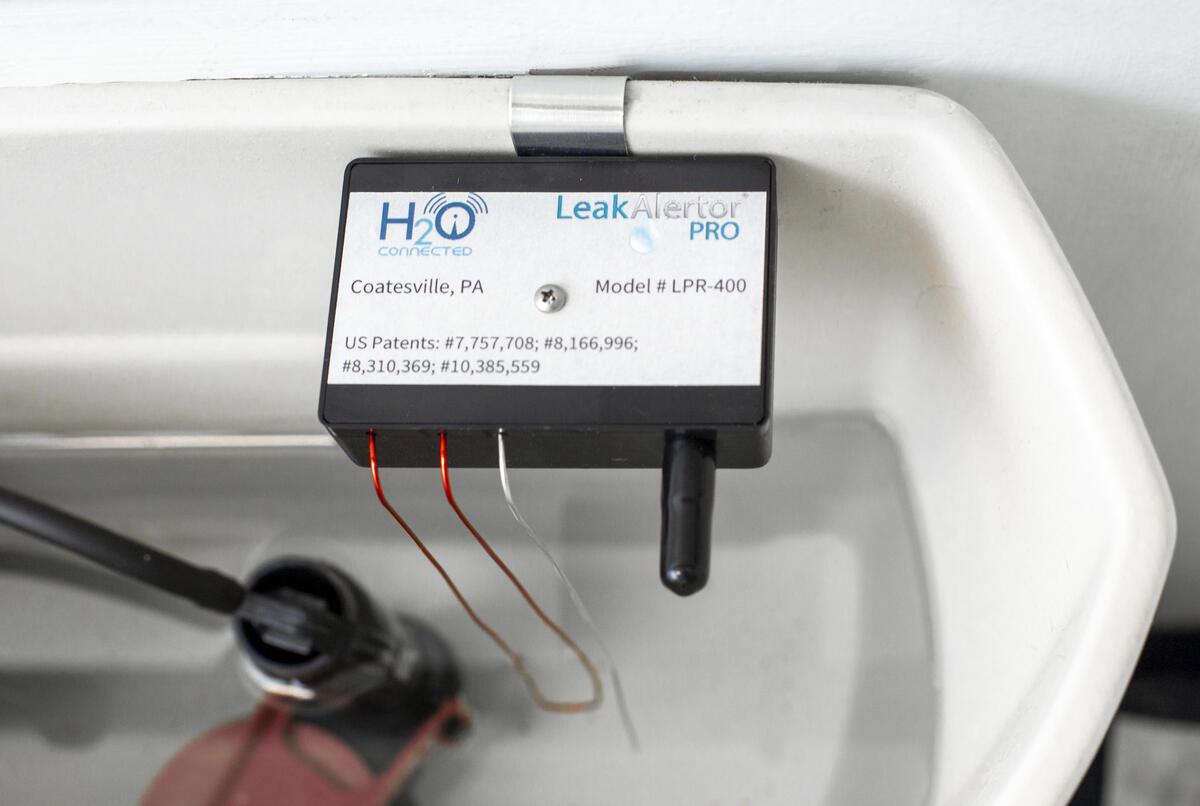 H2O
CONNECTED
LeakAlertor®
PRO
Coatesville, PA
Model # LPR-400
US Patents: #7,757,708; #8,166,996;
#8,310,369; #10,385,559